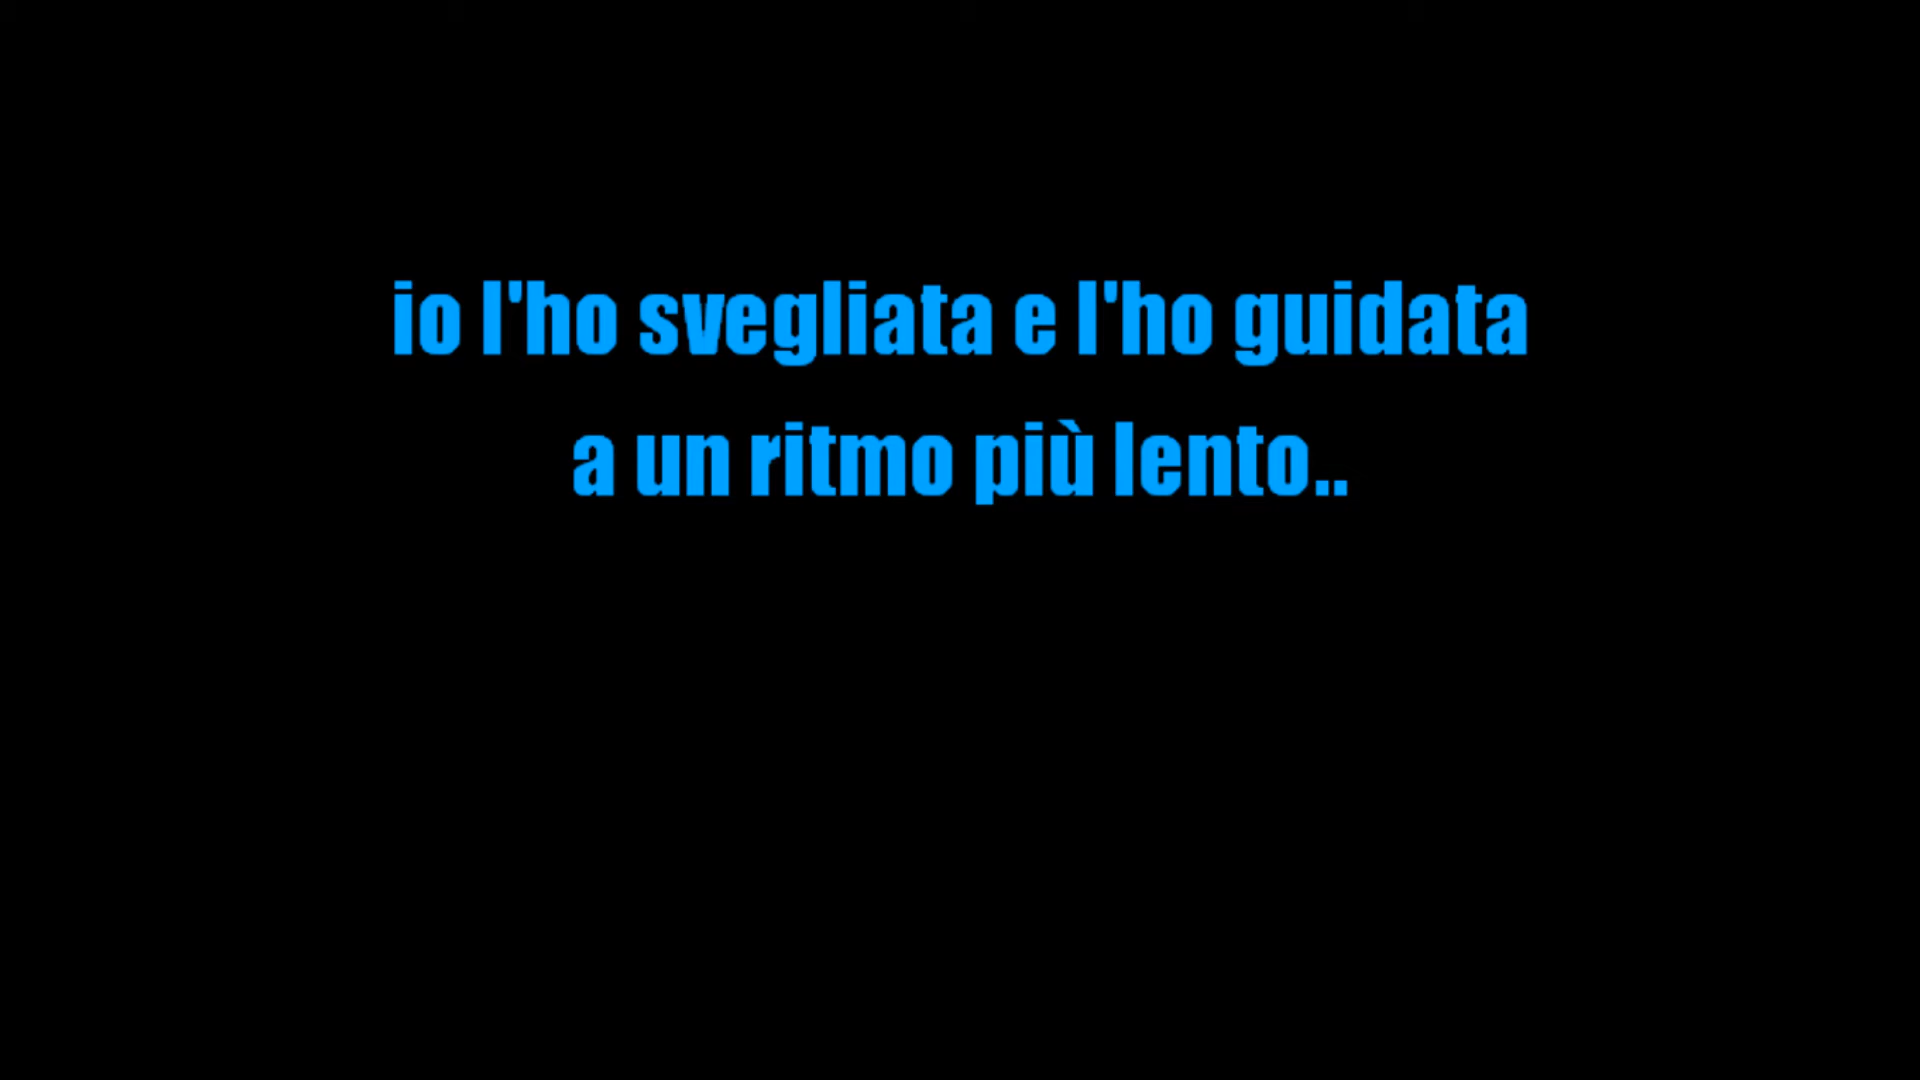 io l'ho svegliata e l'ho guidata
a un ritmo più lento..